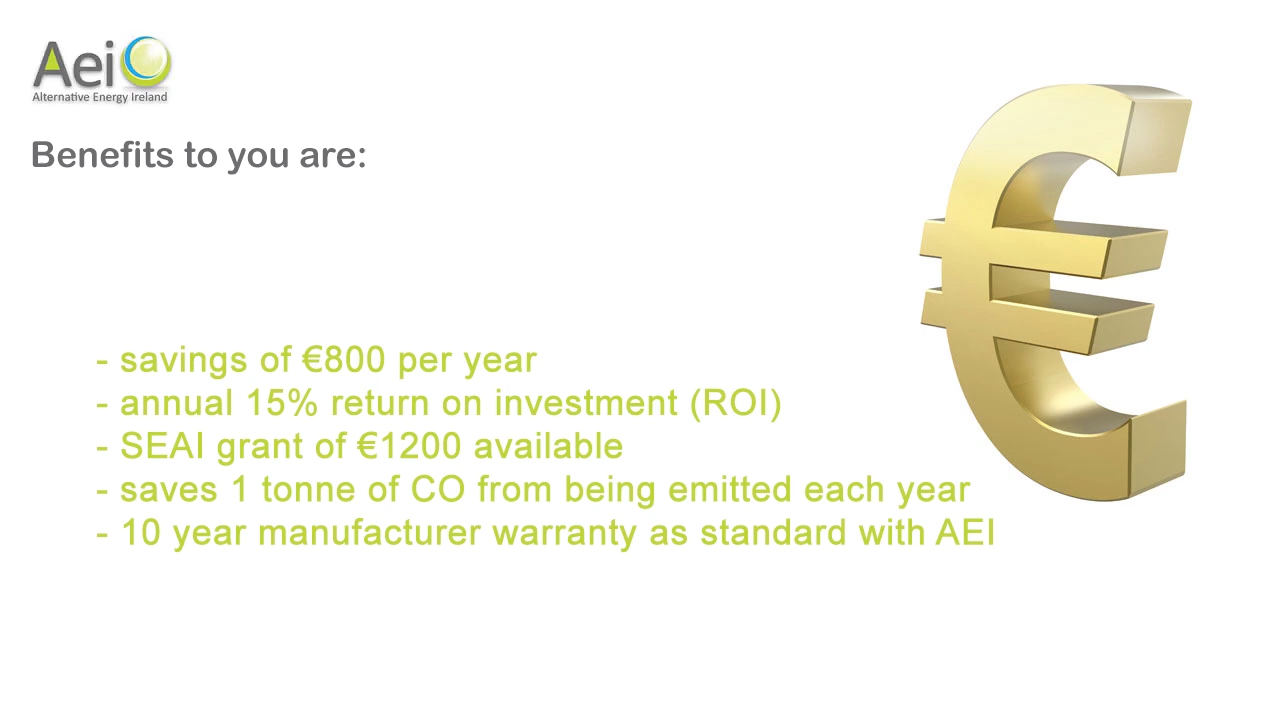 Aei
Alternative Energy Ireland
Benefits to you are:
- savings of €800 per year
- annual 15% return on investment (ROI)
- SEAI grant of €1200 available
- saves 1 tonne of CO from being emitted each year
- 10 year manufacturer warranty as standard with AEI
€